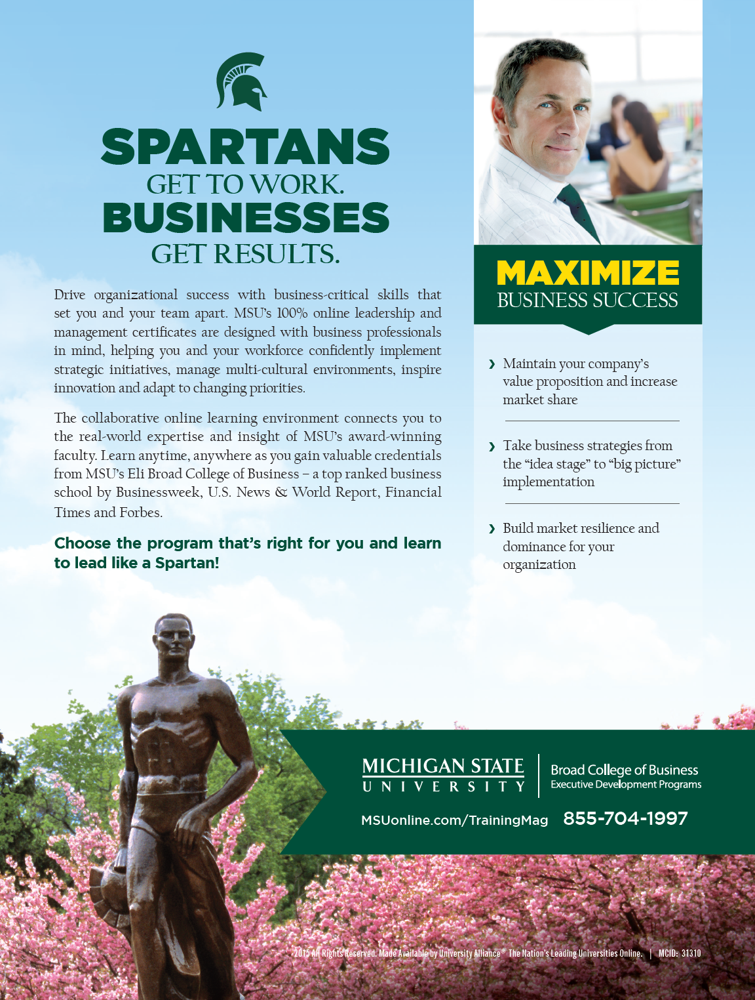 SPARTANS
GET TO WORK.
BUSINESSES
GET RESULTS.
Drive organizational success with business-critical skills that
set you and your team apart. MSU's 100% online leadership and
management certificates are designed with business professionals
in mind, helping you and your workforce confidently implement
strategic initiatives, manage multi-cultural environments, inspire
innovation and adapt to changing priorities.
The collaborative online learning environment connects you to
the real-world expertise and insight of MSU's award-winning
faculty. Learn anytime, anywhere as you gain valuable credentials
from MSU's Eli Broad College of Business – a top ranked business
school by Businessweek, U.S. News & World Report, Financial
Times and Forbes.
Choose the program that's right for you and learn
to lead like a Spartan!
MAXIMIZE
BUSINESS SUCCESS
› Maintain your company's
value proposition and increase
market share
› Take business strategies from
the “idea stage” to “big picture”
implementation
› Build market resilience and
dominance for your
organization
MICHIGAN STATE
UNIVERSITY
Broad College of Business
Executive Development Programs
MSUonline.com/TrainingMag 855-704-1997
2015 All Rights Reserved. Made Available by University Alliance® The Nation's Leading Universities Online. | MCID: 31310